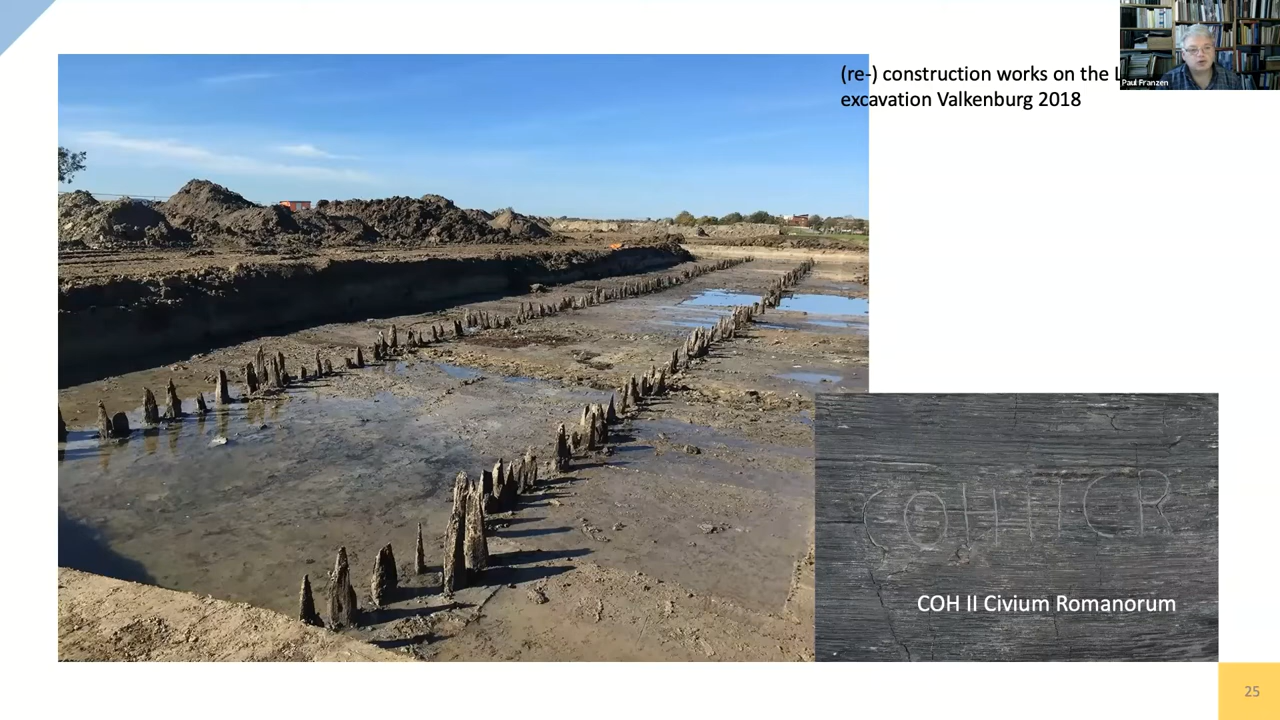 (re-) construction works on the
excavation Valkenburg 2018
Paul Franzen
COH II CR
COH II Civium Romanorum
25